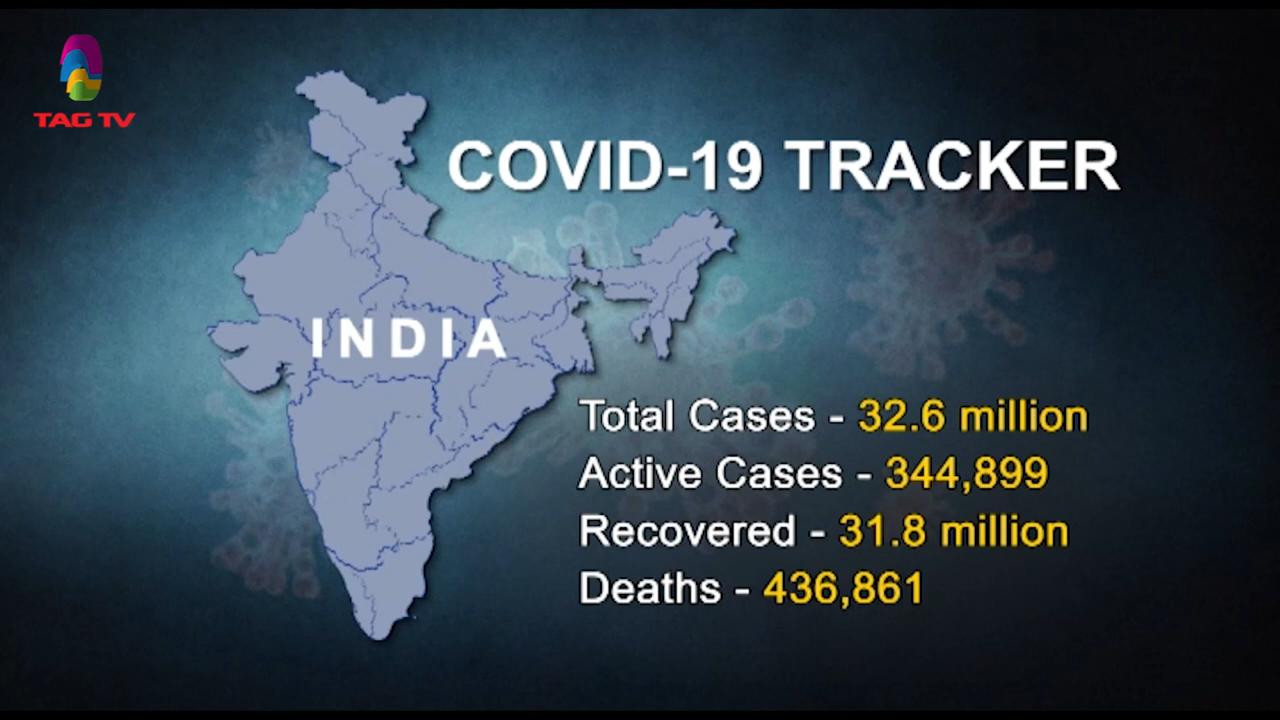 TAG TV
COVID-19 TRACKER
INDIA
Total Cases - 32.6 million
Active Cases - 344,899
Recovered - 31.8 million
Deaths - 436,861